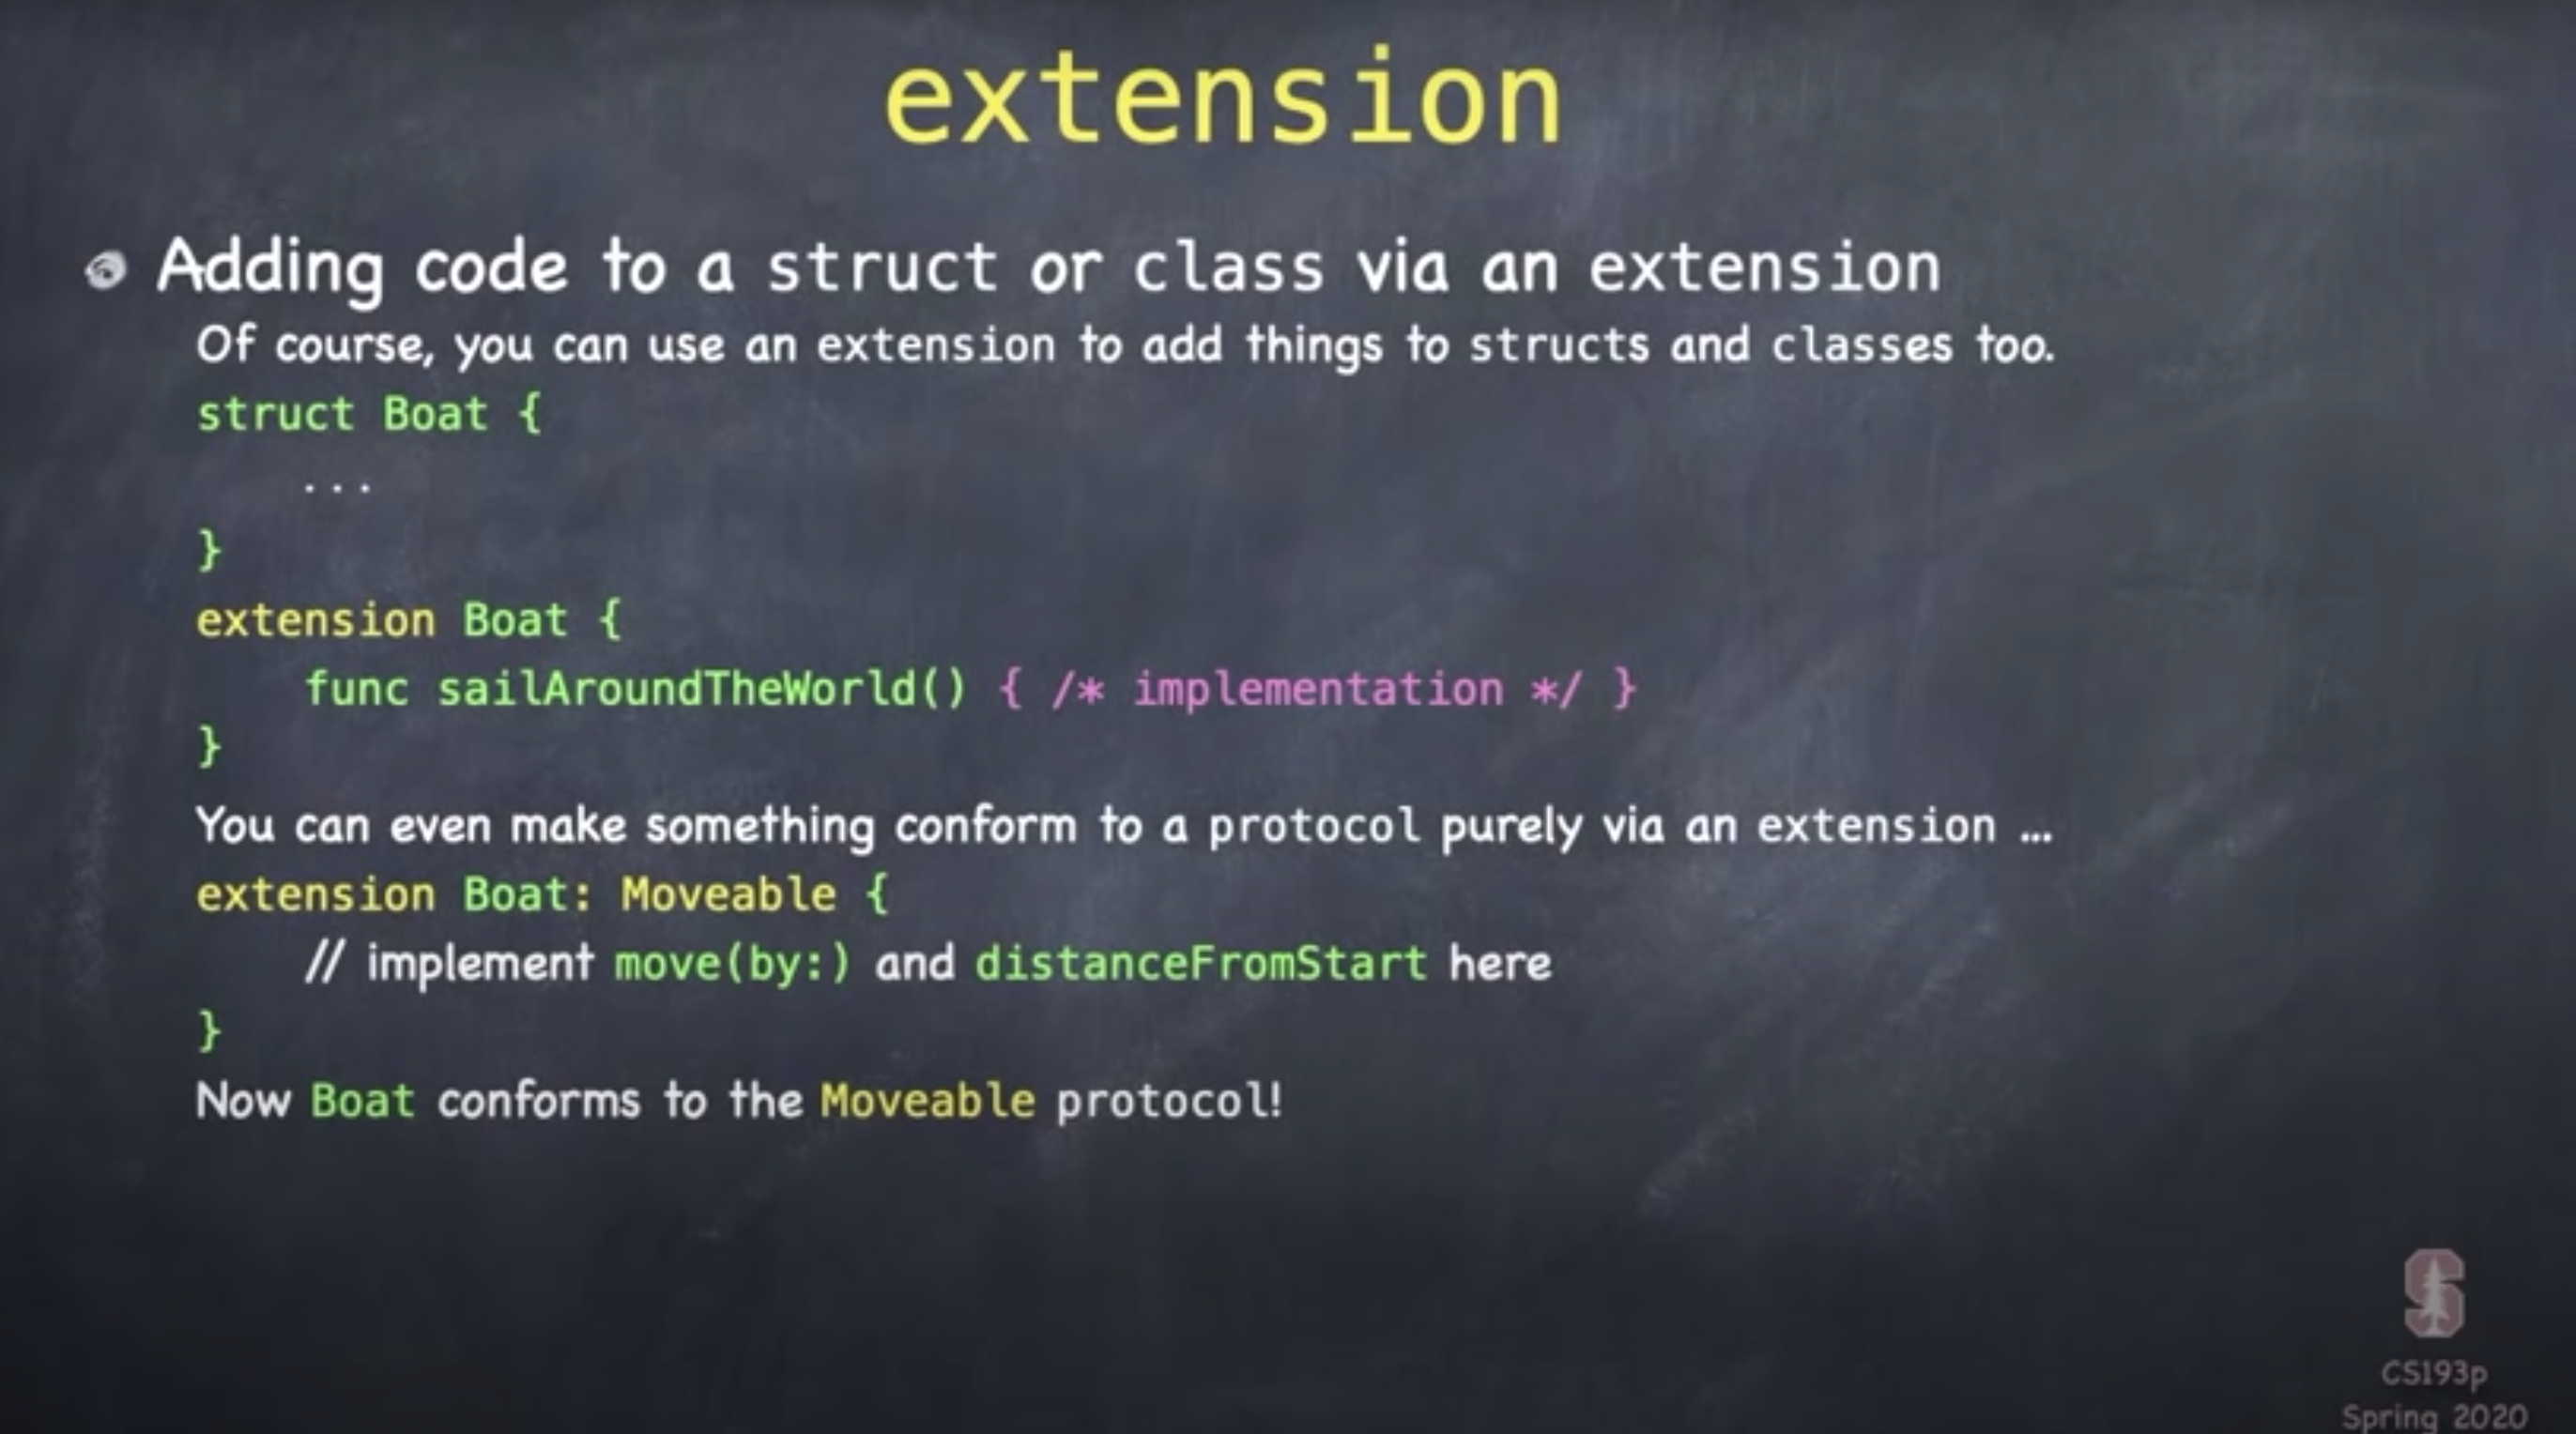 extension
Adding code to a struct or class via an extension
Of course, you can use an extension to add things to structs and classes too.
struct Boat {
...
}
extension Boat {
func sailAroundTheWorld() { /* implementation */ }
}
You can even make something conform to a protocol purely via an extension ...
extension Boat: Moveable {
// implement move(by:) and distanceFromStart here
}
Now Boat conforms to the Moveable protocol!
S
CS193p
Spring 2020